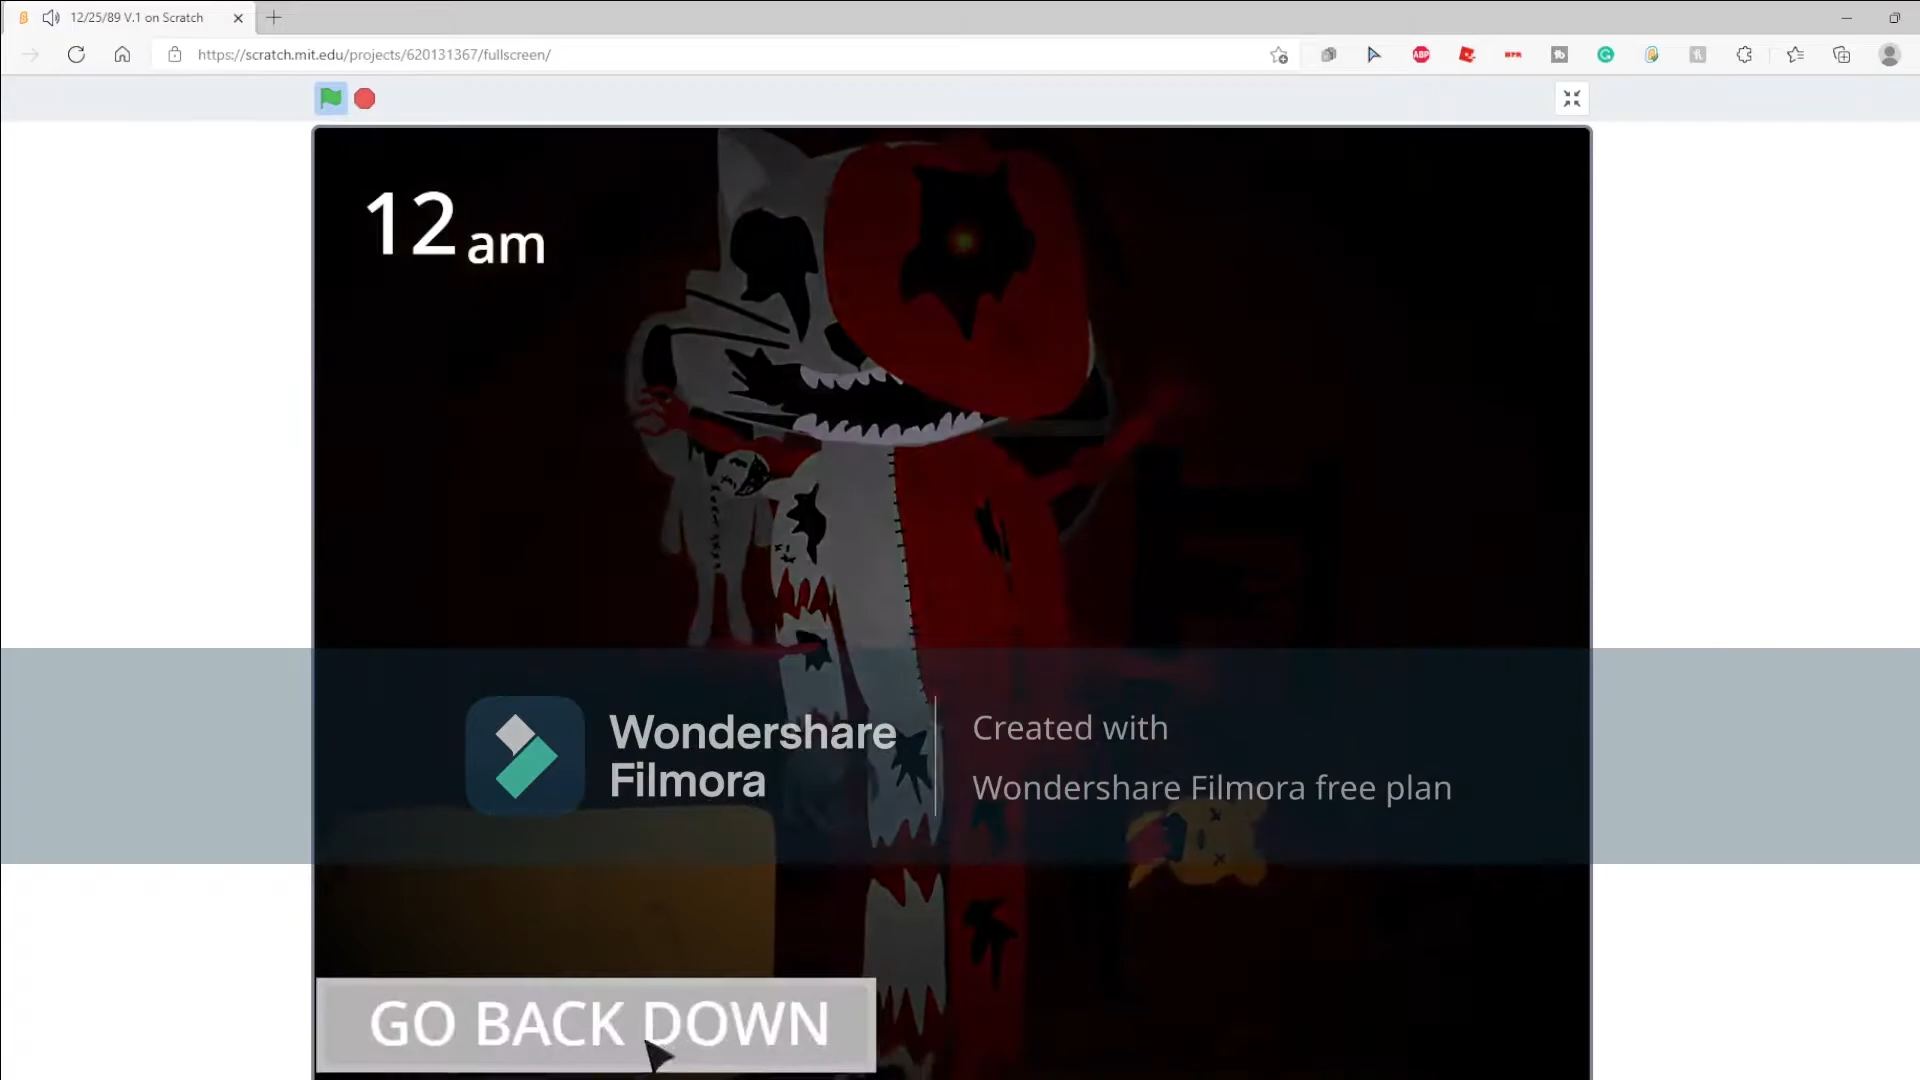 12/25/89 V.1 on Scratch
https://scratch.mit.edu/projects/620131367/fullscreen/
ABP
12 am
Wondershare
Filmora
Created with
Wondershare Filmora free plan
GO BACK DOWN